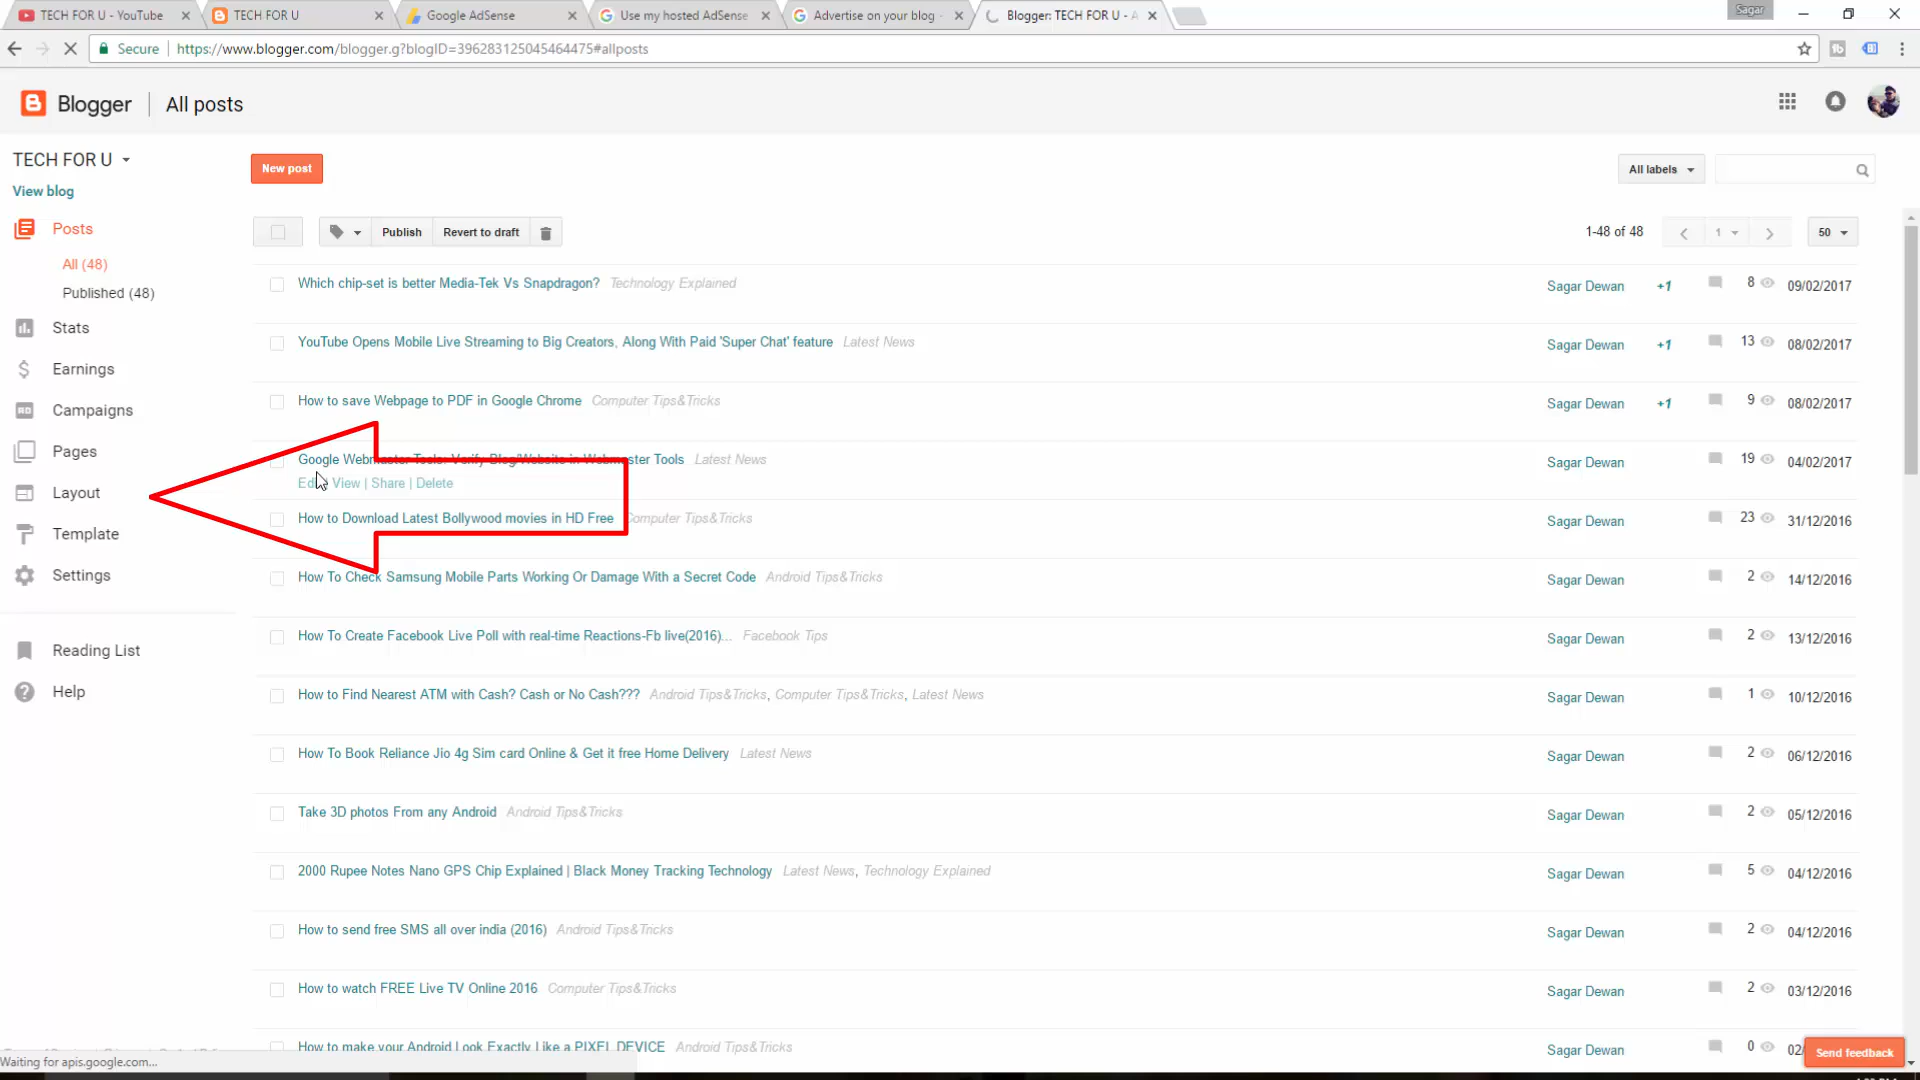 TECH FOR U - YouTube
TECH FOR U
Google AdSense
Use my hosted AdSense
Advertise on your blog -
Blogger: TECH FOR U - A
Sagar
Secure
https://www.blogger.com/blogger.g?blogID=396283125045464475#allposts
Blogger
All posts
TECH FOR U
View blog
New post
All labels
Posts
All (48)
Published (48)
Stats
Earnings
Campaigns
Pages
Layout
Template
Settings
Reading List
Help
Publish
Revert to draft
1-48 of 48
1
50
Which chip-set is better Media-Tek Vs Snapdragon? Technology Explained Sagar Dewan +1 8 09/02/2017
YouTube Opens Mobile Live Streaming to Big Creators, Along With Paid 'Super Chat' feature Latest News Sagar Dewan +1 13 08/02/2017
How to save Webpage to PDF in Google Chrome Computer Tips&Tricks Sagar Dewan +1 9 08/02/2017
Google Webmaster Tools: Verify Blog/Website in Webmaster Tools Latest News Sagar Dewan 19 04/02/2017
View | Share | Delete
How to Download Latest Bollywood movies in HD Free Computer Tips&Tricks Sagar Dewan 23 31/12/2016
How To Check Samsung Mobile Parts Working Or Damage With a Secret Code Android Tips&Tricks Sagar Dewan 2 14/12/2016
How To Create Facebook Live Poll with real-time Reactions-Fb live(2016)... Facebook Tips Sagar Dewan 2 13/12/2016
How to Find Nearest ATM with Cash? Cash or No Cash??? Android Tips&Tricks, Computer Tips&Tricks, Latest News Sagar Dewan 1 10/12/2016
How To Book Reliance Jio 4g Sim card Online & Get it free Home Delivery Latest News Sagar Dewan 2 06/12/2016
Take 3D photos From any Android Android Tips&Tricks Sagar Dewan 2 05/12/2016
2000 Rupee Notes Nano GPS Chip Explained | Black Money Tracking Technology Latest News, Technology Explained Sagar Dewan 5 04/12/2016
How to send free SMS all over india (2016) Android Tips&Tricks Sagar Dewan 2 04/12/2016
How to watch FREE Live TV Online 2016 Computer Tips&Tricks Sagar Dewan 2 03/12/2016
How to make your Android Look Exactly Like a PIXEL DEVICE Android Tips&Tricks Sagar Dewan 0 02/
Send feedback
Waiting for apis.google.com...